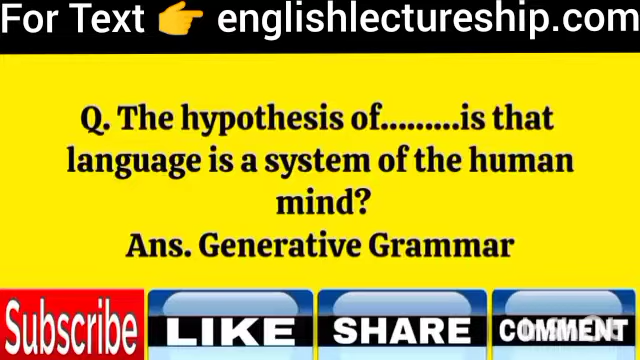 For Text 👉 englishlectureship.com
Q. The hypothesis of.........is that
language is a system of the human
mind?
Ans. Generative Grammar
Subscribe LIKE SHARE COMMENT